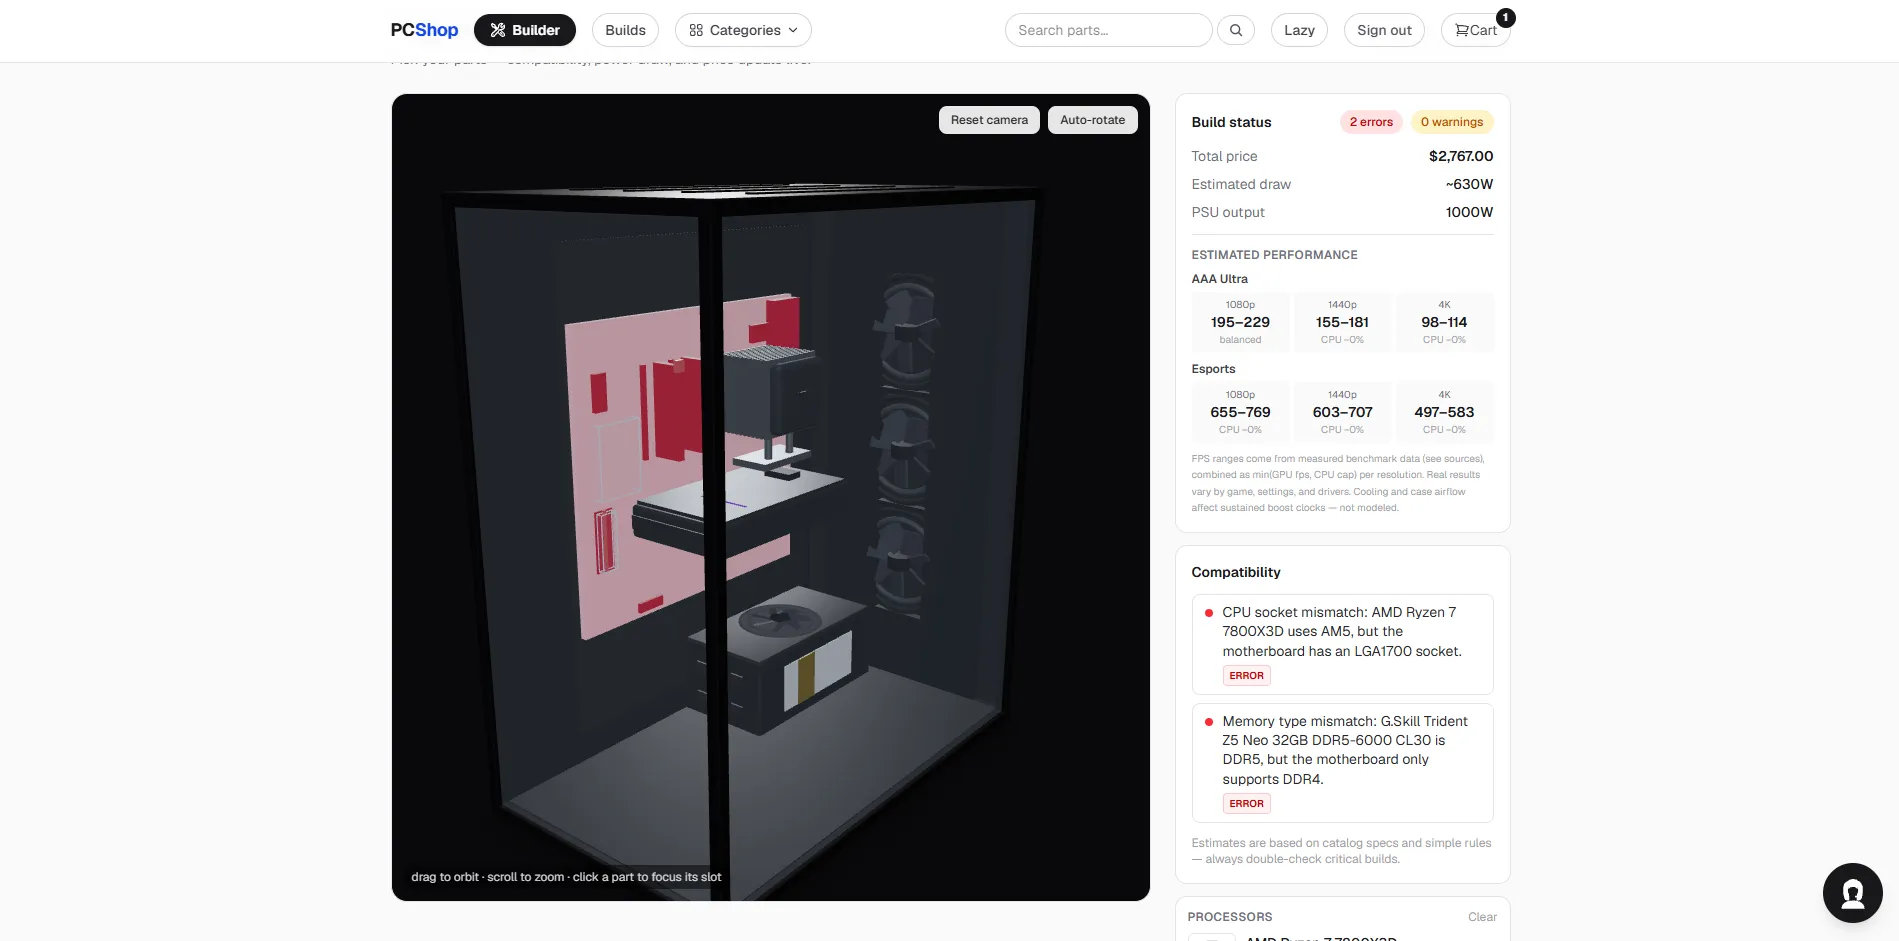 PCShop
Builder
Builds
Categories
Search parts...
Lazy
Sign out
Cart
1
Reset camera
Auto-rotate
drag to orbit · scroll to zoom · click a part to focus its slot
Build status
2 errors
0 warnings
Total price
$2,767.00
Estimated draw
~630W
PSU output
1000W
ESTIMATED PERFORMANCE
AAA Ultra
1080p
1440p
4K
195–229
155–181
98–114
balanced
CPU ~0%
CPU ~0%
Esports
1080p
1440p
4K
655–769
603–707
497–583
CPU ~0%
CPU ~0%
CPU ~0%
FPS ranges come from measured benchmark data (see sources),
combined as min(GPU fps, CPU cap) per resolution. Real results
vary by game, settings, and drivers. Cooling and case airflow
affect sustained boost clocks — not modeled.
Compatibility
CPU socket mismatch: AMD Ryzen 7
7800X3D uses AM5, but the
motherboard has an LGA1700 socket.
ERROR
Memory type mismatch: G.Skill Trident
Z5 Neo 32GB DDR5-6000 CL30 is
DDR5, but the motherboard only
supports DDR4.
ERROR
Estimates are based on catalog specs and simple rules
— always double-check critical builds.
PROCESSORS
Clear
AMD Ryzen 7 7800X3D